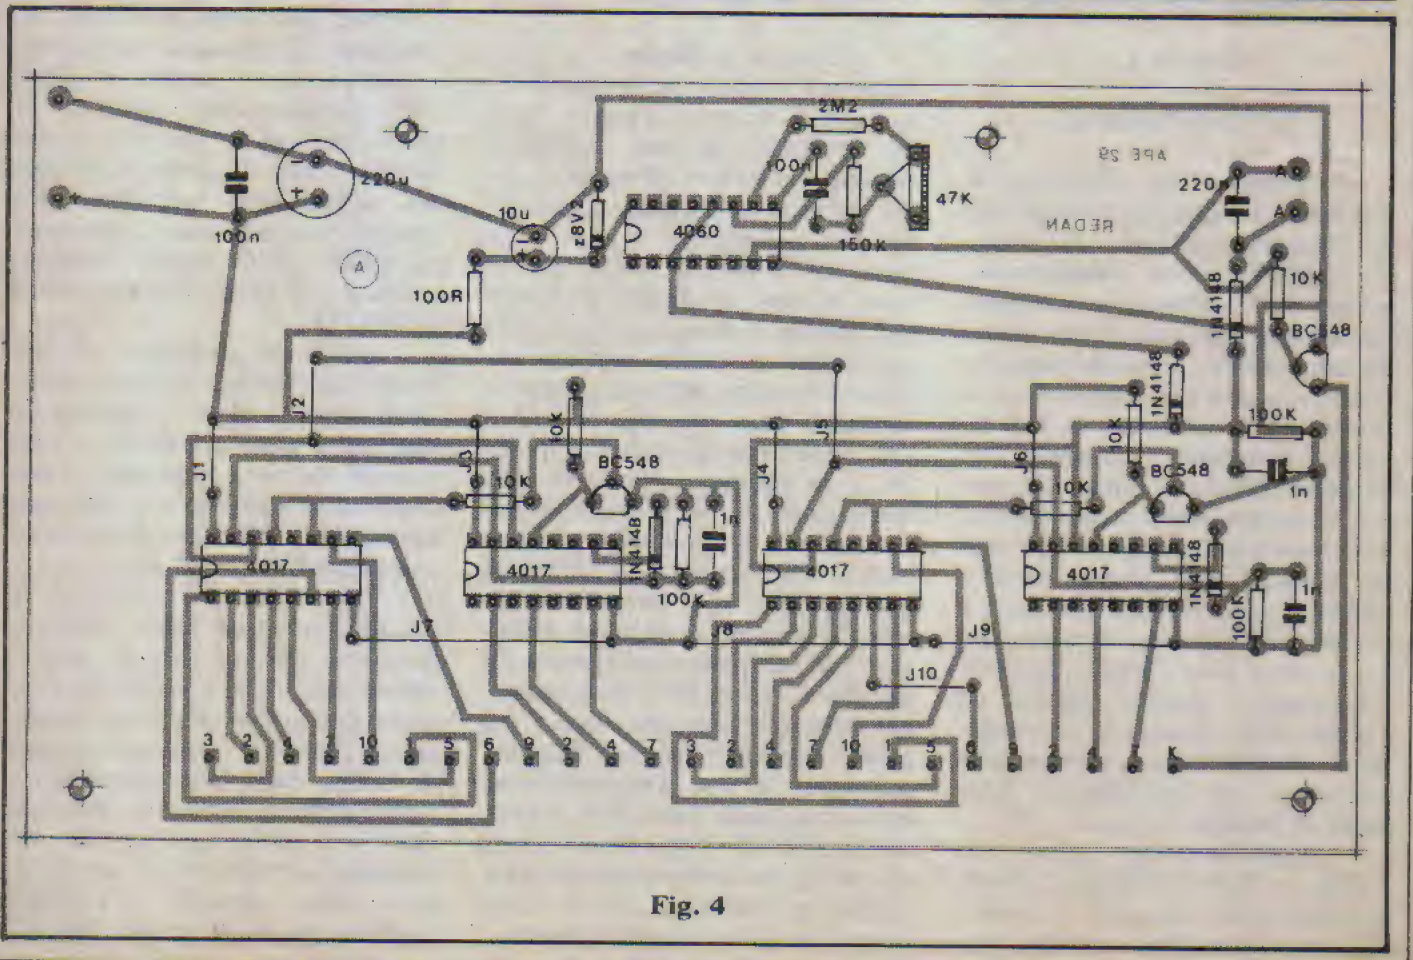 2M2
APE 29
100n
220n
A
+
220u
47K
A
10u
z8V2
REDAN
100n
4060
150K
A
10K
100R
1N4148
BC548
J2
1N4148
10K
J5
100K
10K
J1
J3
BC548
J4
J6
BC548
10K
10K
1n
1n
1N4148
4017
4017
4017
4017
1N4148
100K
1n
100K
J7
J8
J9
J10
3 2 4 7 10 1 5 6 9 2 4 7 3 2 4 7 10 1 5 6 9 2 4 7 K
Fig. 4